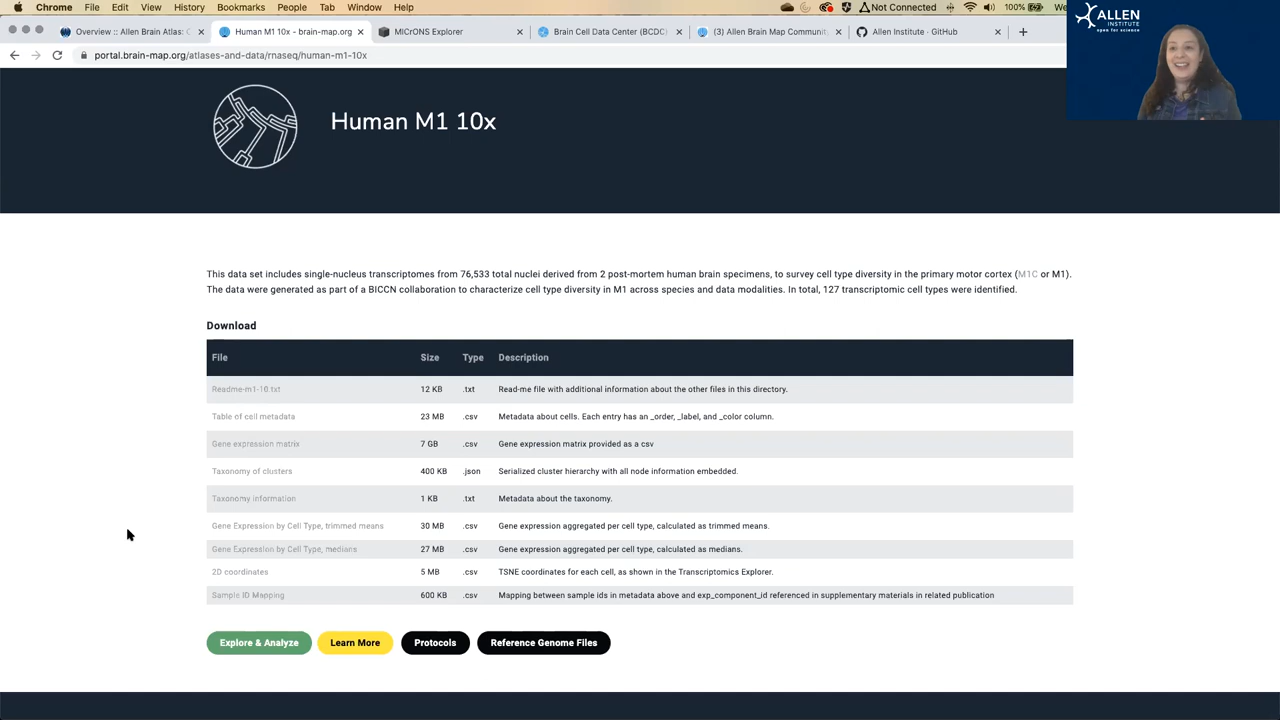 Chrome File Edit View History Bookmarks People Tab Window Help Not Connected 100% We
Overview :: Allen Brain Atlas: C Human M1 10x - brain-map.org MICrONS Explorer Brain Cell Data Center (BCDC) (3) Allen Brain Map Communit Allen Institute · GitHub
portal.brain-map.org/atlases-and-data/rnaseq/human-m1-10x
ALLEN
INSTITUTE
open for science
Human M1 10x
This data set includes single-nucleus transcriptomes from 76,533 total nuclei derived from 2 post-mortem human brain specimens, to survey cell type diversity in the primary motor cortex (M1C or M1).
The data were generated as part of a BICCN collaboration to characterize cell type diversity in M1 across species and data modalities. In total, 127 transcriptomic cell types were identified.
Download
File Size Type Description
Readme-m1-10.txt 12 KB .txt Read-me file with additional information about the other files in this directory.
Table of cell metadata 23 MB .csv Metadata about cells. Each entry has an _order, _label, and _color column.
Gene expression matrix 7 GB .csv Gene expression matrix provided as a csv
Taxonomy of clusters 400 KB .json Serialized cluster hierarchy with all node information embedded.
Taxonomy information 1 KB .txt Metadata about the taxonomy.
Gene Expression by Cell Type, trimmed means 30 MB .csv Gene expression aggregated per cell type, calculated as trimmed means.
Gene Expression by Cell Type, medians 27 MB .csv Gene expression aggregated per cell type, calculated as medians.
2D coordinates 5 MB .csv TSNE coordinates for each cell, as shown in the Transcriptomics Explorer.
Sample ID Mapping 600 KB .csv Mapping between sample ids in metadata above and exp_component_id referenced in supplementary materials in related publication
Explore & Analyze Learn More Protocols Reference Genome Files